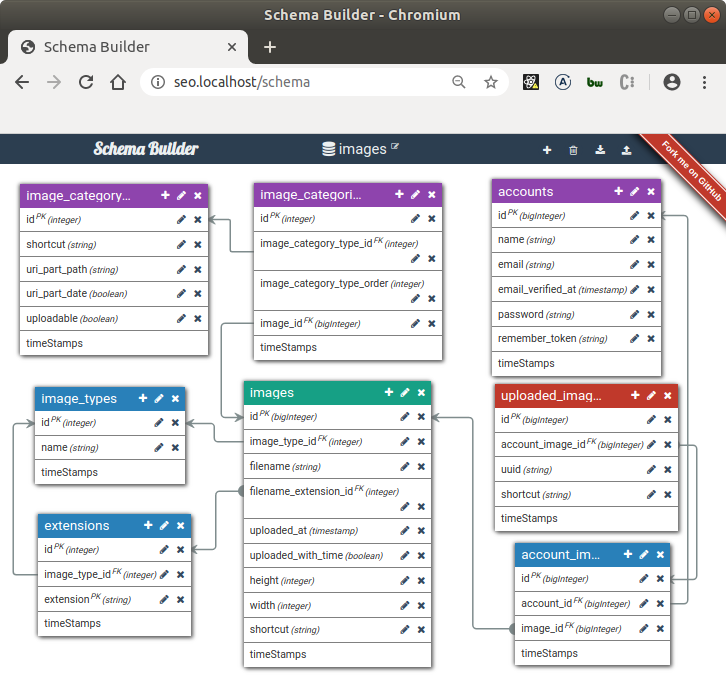 Schema Builder - Chromium
Schema Builder
seo.localhost/schema
bw
Schema Builder
images
Fork me on GitHub
image_category...
id PK (integer)
shortcut (string)
uri_part_path (string)
uri_part_date (boolean)
uploadable (boolean)
timeStamps
image_categori...
id PK (integer)
image_category_type_id FK (integer)
image_category_type_order (integer)
image_id FK (bigInteger)
timeStamps
accounts
id PK (bigInteger)
name (string)
email (string)
email_verified_at (timestamp)
password (string)
remember_token (string)
timeStamps
image_types
id PK (integer)
name (string)
timeStamps
images
id PK (bigInteger)
image_type_id FK (integer)
filename (string)
filename_extension_id FK (integer)
uploaded_at (timestamp)
uploaded_with_time (boolean)
height (integer)
width (integer)
shortcut (string)
timeStamps
uploaded_imag...
id PK (bigInteger)
account_image_id FK (bigInteger)
uuid (string)
shortcut (string)
timeStamps
extensions
id PK (integer)
image_type_id FK (integer)
extension PK (string)
timeStamps
account_im...
id PK (bigInteger)
account_id FK (bigInteger)
image_id FK (bigInteger)
timeStamps